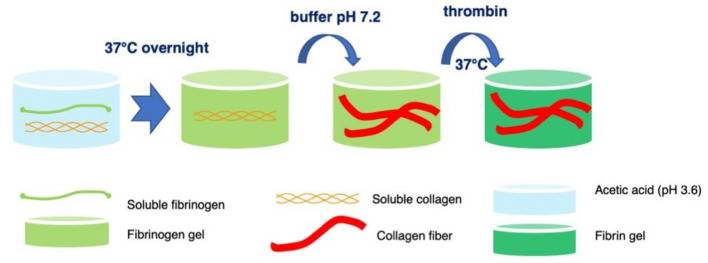 buffer pH 7.2
thrombin
37°C overnight
37°C
Soluble fibrinogen
Soluble collagen
Acetic acid (pH 3.6)
Fibrinogen gel
Collagen fiber
Fibrin gel